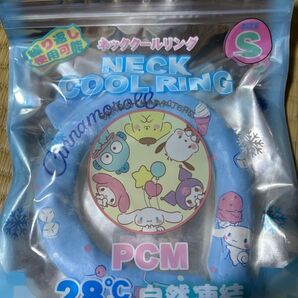 繰り返し
使用可能
ネッククールリング
S
NECK
COOL RING
Cinnamoroll
PCM
28℃自然凍結